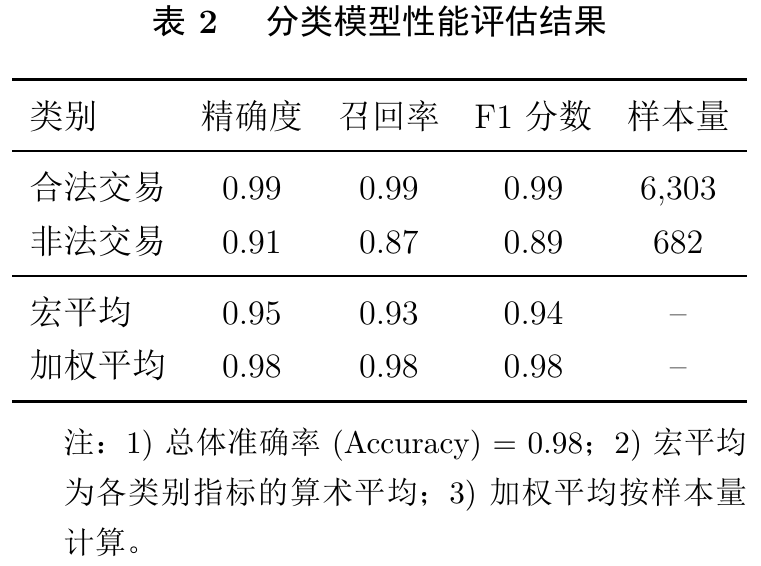 表 2 分类模型性能评估结果
类别 精确度 召回率 F1 分数 样本量
合法交易 0.99 0.99 0.99 6,303
非法交易 0.91 0.87 0.89 682
宏平均 0.95 0.93 0.94 –
加权平均 0.98 0.98 0.98 –
注：1) 总体准确率 (Accuracy) = 0.98；2) 宏平均
为各类别指标的算术平均；3) 加权平均按样本量
计算。